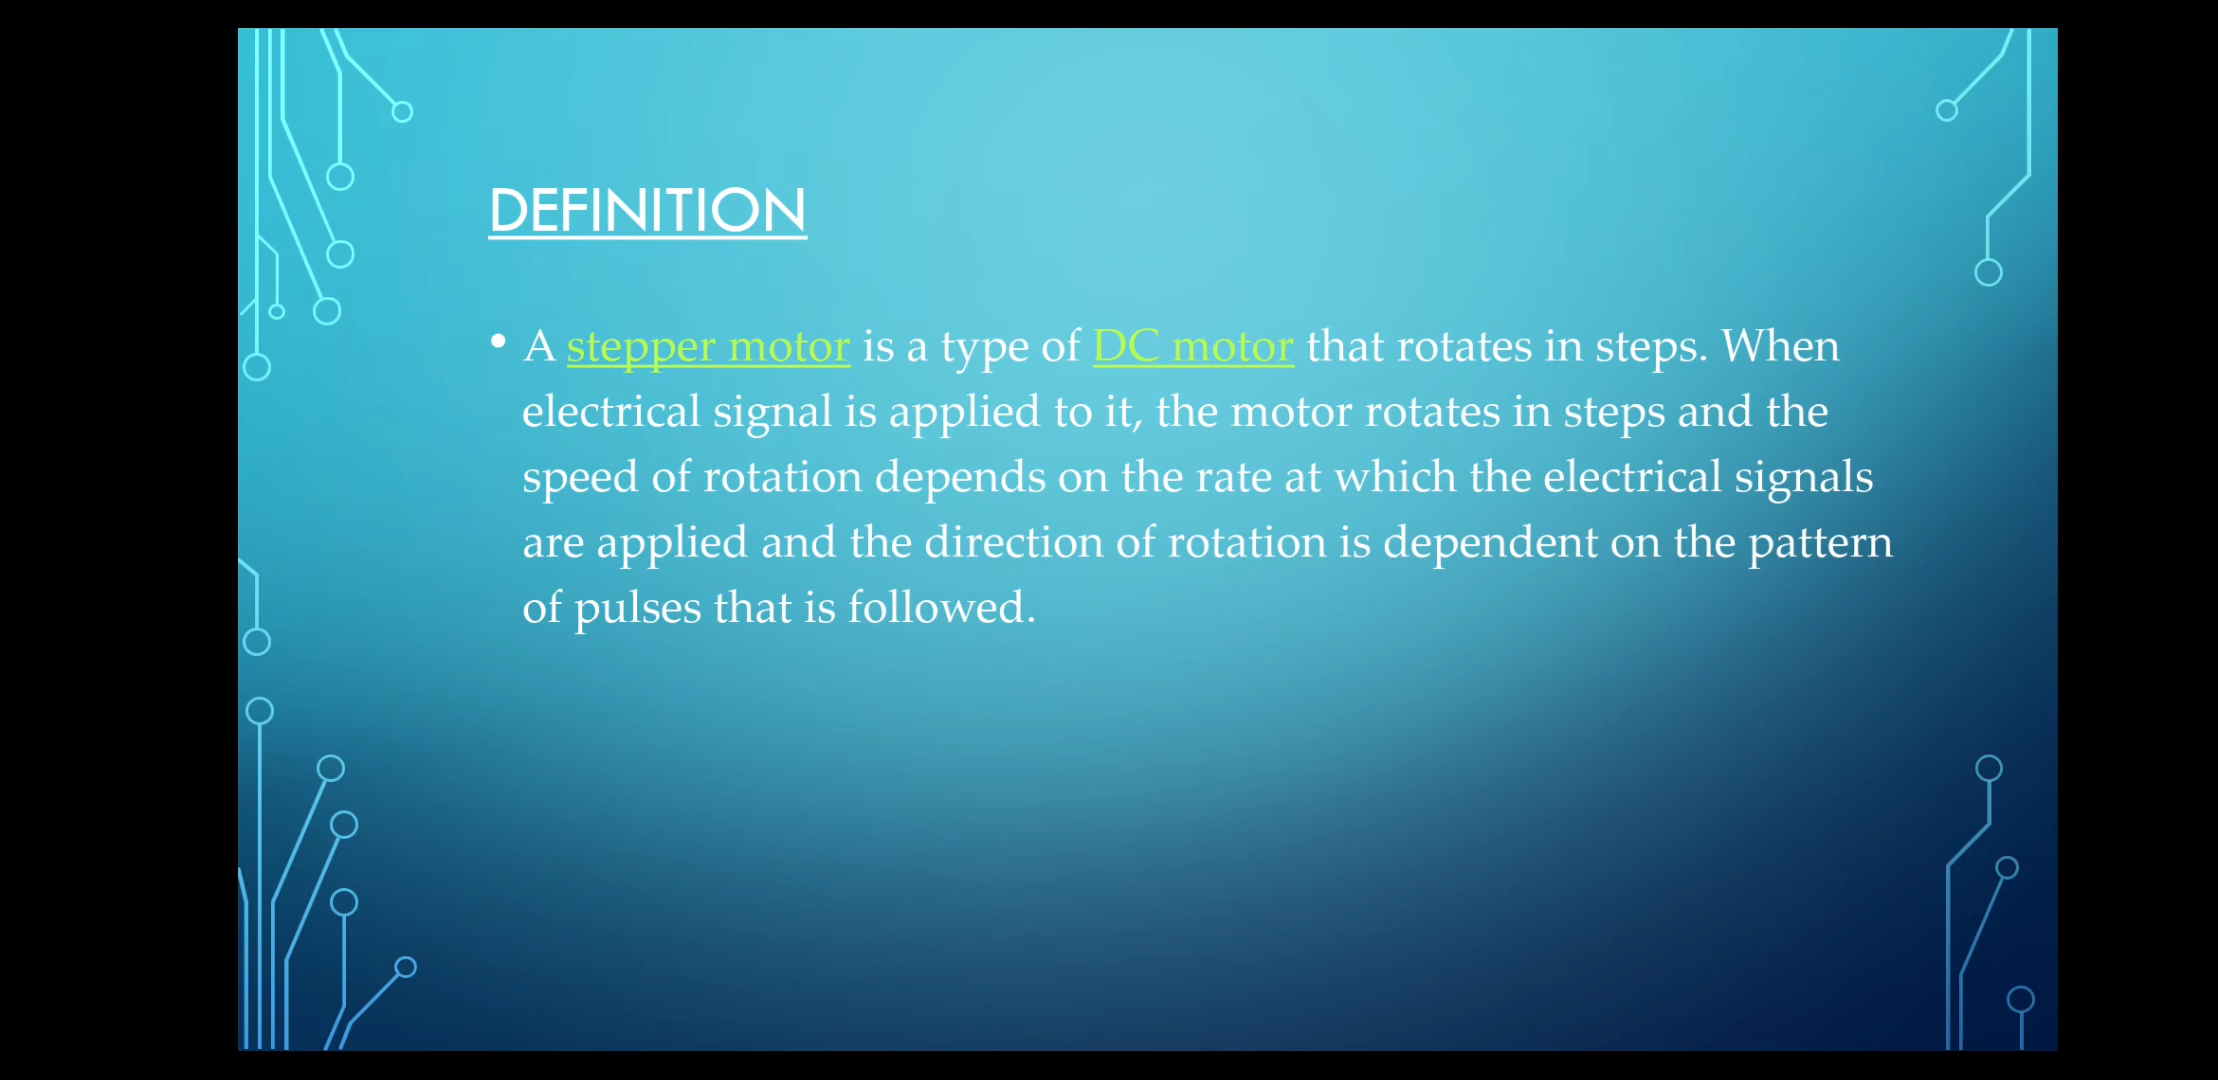 DEFINITION
• A stepper motor is a type of DC motor that rotates in steps. When
electrical signal is applied to it, the motor rotates in steps and the
speed of rotation depends on the rate at which the electrical signals
are applied and the direction of rotation is dependent on the pattern
of pulses that is followed.